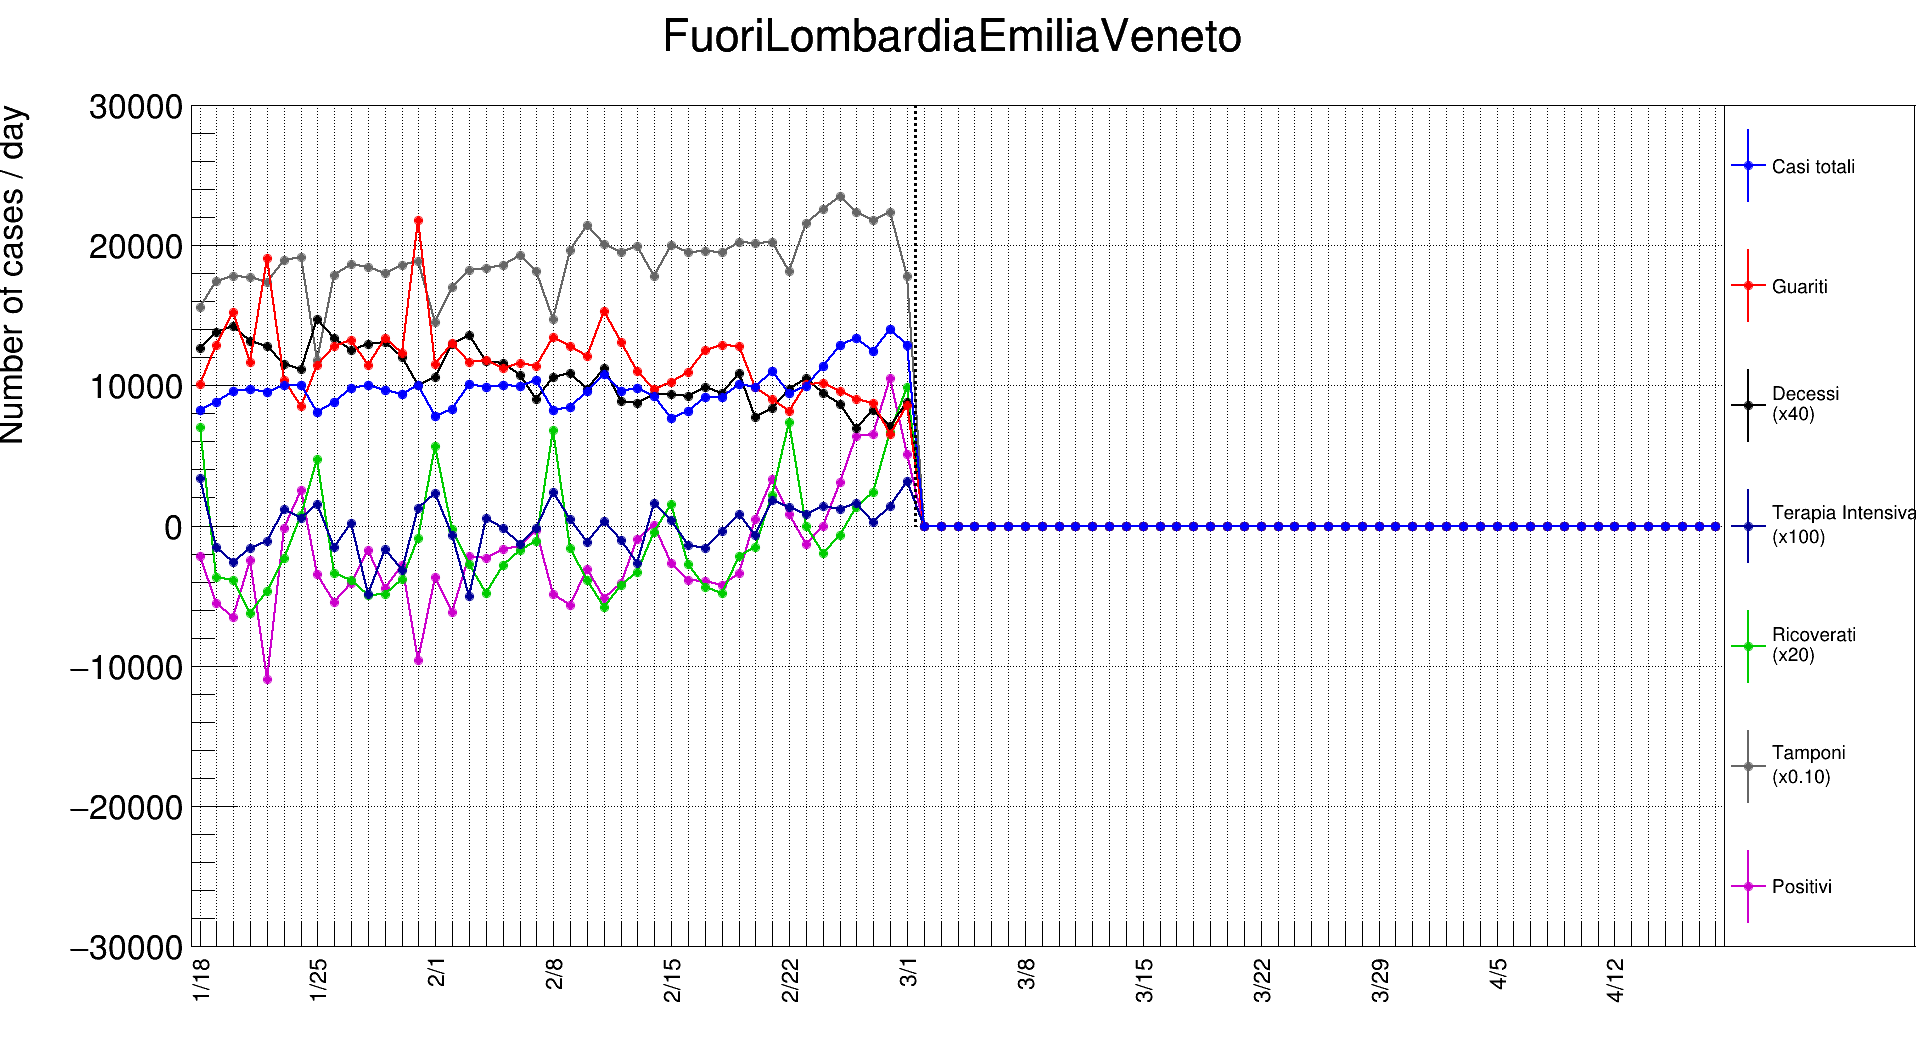 FuoriLombardiaEmiliaVeneto
Number of cases / day
30000
20000
10000
0
−10000
−20000
−30000
1/18
1/25
2/1
2/8
2/15
2/22
3/1
3/8
3/15
3/22
3/29
4/5
4/12
Casi totali
Guariti
Decessi
(x40)
Terapia Intensiva
(x100)
Ricoverati
(x20)
Tamponi
(x0.10)
Positivi